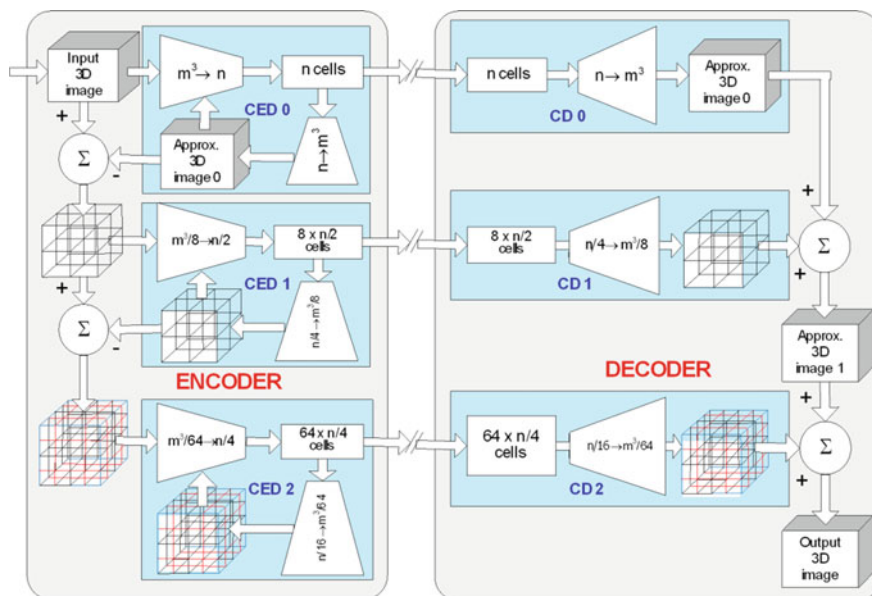 Input
3D
image
m³→ n
n cells
CED 0
Approx.
3D
image 0
n→m³
+
Σ
-
m³/8→n/2
8 x n/2
cells
CED 1
n/4→m³/8
+
Σ
-
ENCODER
m³/64→n/4
64 x n/4
cells
CED 2
n/16→m³/64
n cells
n→ m³
Approx.
3D
image 0
CD 0
+
8 x n/2
cells
n/4→m³/8
CD 1
Σ
+
Approx.
3D
image 1
DECODER
+
64 x n/4
cells
n/16→m³/64
CD 2
Σ
+
Output
3D
image